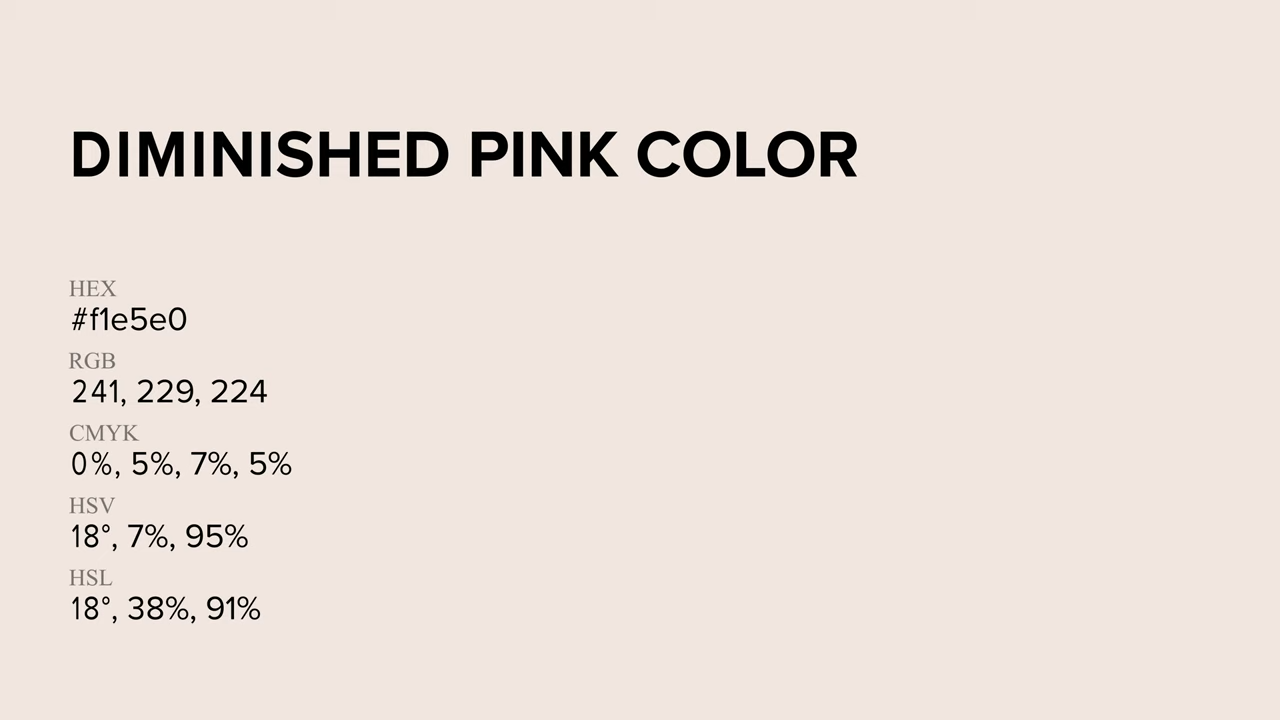 DIMINISHED PINK COLOR
HEX
#f1e5e0
RGB
241, 229, 224
CMYK
0%, 5%, 7%, 5%
HSV
18°, 7%, 95%
HSL
18°, 38%, 91%